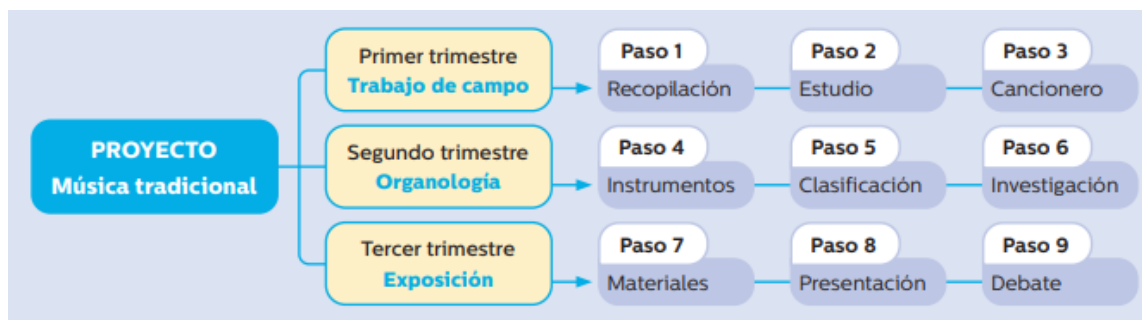 PROYECTO
Música tradicional
Primer trimestre
Trabajo de campo
Paso 1
Recopilación
Paso 2
Estudio
Paso 3
Cancionero
Segundo trimestre
Organología
Paso 4
Instrumentos
Paso 5
Clasificación
Paso 6
Investigación
Tercer trimestre
Exposición
Paso 7
Materiales
Paso 8
Presentación
Paso 9
Debate